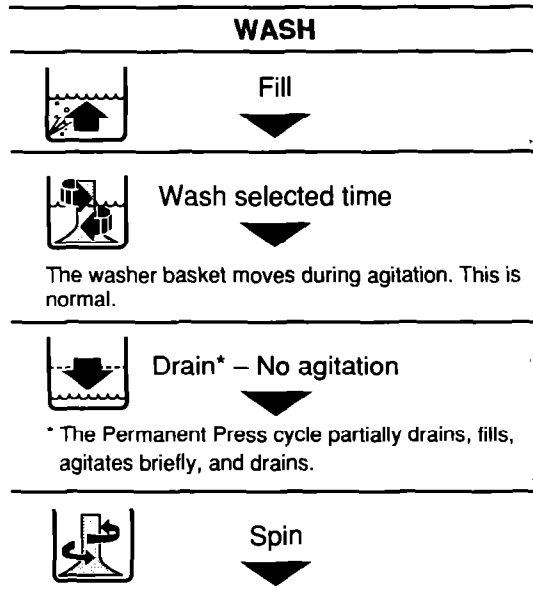 WASH
Fill
Wash selected time
The washer basket moves during agitation. This is
normal.
Drain* – No agitation
* The Permanent Press cycle partially drains, fills,
agitates briefly, and drains.
Spin